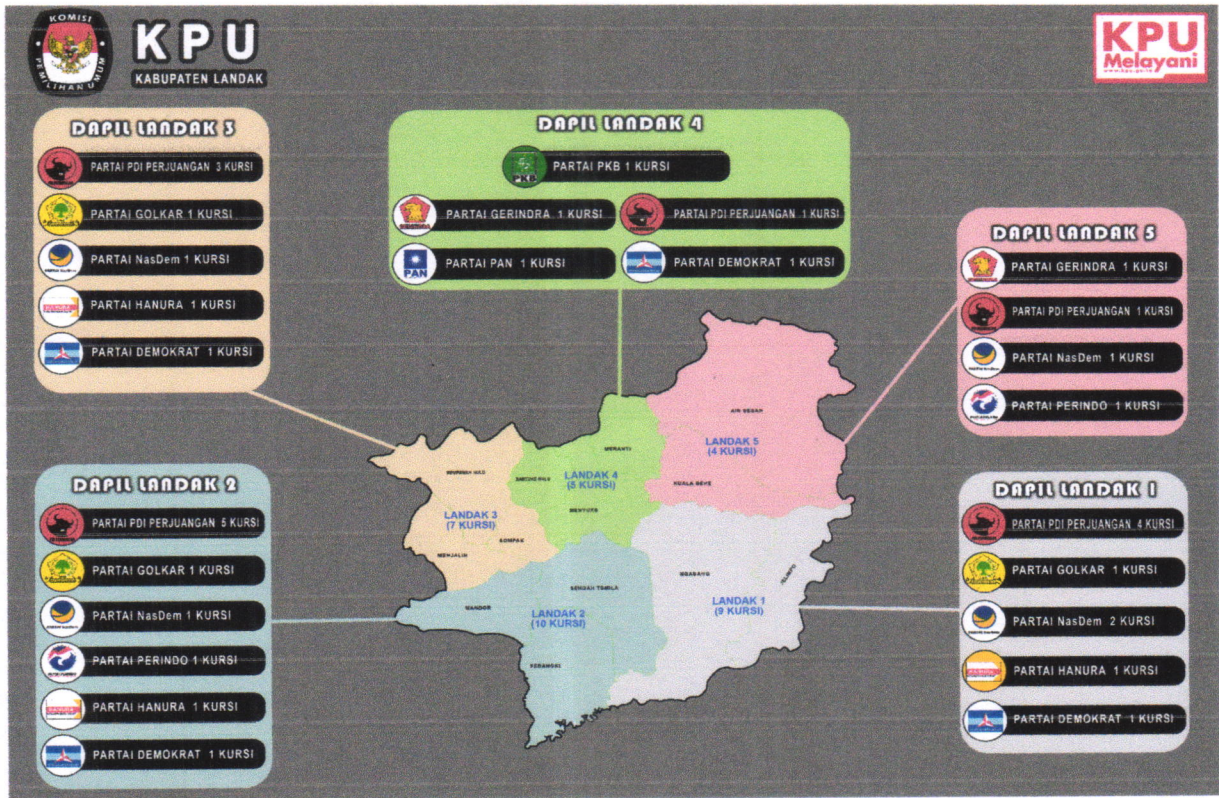 KOMISI
PEMILIHAN UMUM
KPU
KABUPATEN LANDAK
KPU
Melayani
www.kpu.go.id
DAPIL LANDAK 3
PARTAI PDI PERJUANGAN 3 KURSI
PARTAI GOLKAR 1 KURSI
PARTAI NasDem 1 KURSI
PARTAI HANURA 1 KURSI
PARTAI DEMOKRAT 1 KURSI
DAPIL LANDAK 4
PKB
PARTAI PKB 1 KURSI
PARTAI GERINDRA 1 KURSI
PARTAI PDI PERJUANGAN 1 KURSI
PAN
PARTAI PAN 1 KURSI
PARTAI DEMOKRAT 1 KURSI
DAPIL LANDAK 5
PARTAI GERINDRA 1 KURSI
PARTAI PDI PERJUANGAN 1 KURSI
PARTAI NasDem 1 KURSI
PARTAI PERINDO 1 KURSI
DAPIL LANDAK 2
PARTAI PDI PERJUANGAN 5 KURSI
PARTAI GOLKAR 1 KURSI
PARTAI NasDem 1 KURSI
PARTAI PERINDO 1 KURSI
PARTAI HANURA 1 KURSI
PARTAI DEMOKRAT 1 KURSI
DAPIL LANDAK 1
PARTAI PDI PERJUANGAN 4 KURSI
PARTAI GOLKAR 1 KURSI
PARTAI NasDem 2 KURSI
PARTAI HANURA 1 KURSI
PARTAI DEMOKRAT 1 KURSI
AIR BESAR
LANDAK 5
(4 KURSI)
KUALA BEHE
MERANTI
LANDAK 4
(5 KURSI)
MENYUKE
LANDAK 3
(7 KURSI)
SOMPAK
MENJALIN
SENGAH TEMILA
MANDOR
LANDAK 2
(10 KURSI)
NGABANG
JELIMPO
LANDAK 1
(9 KURSI)